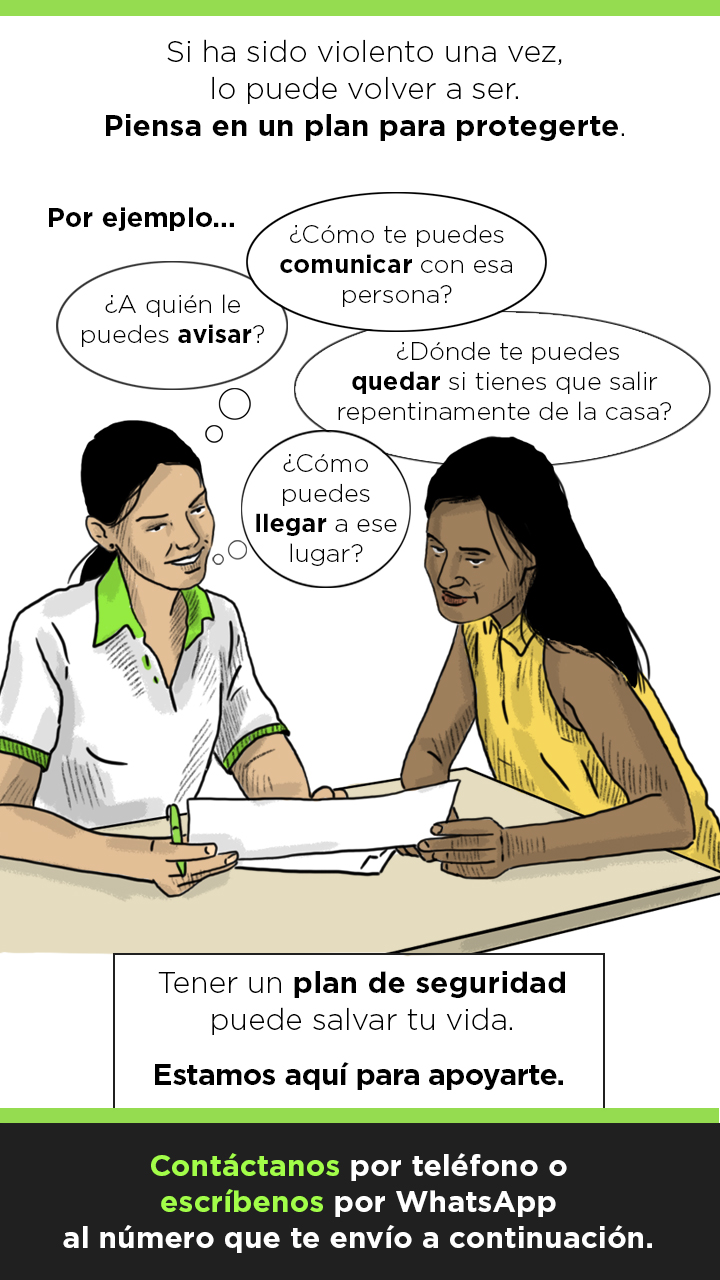 Si ha sido violento una vez,
lo puede volver a ser.
Piensa en un plan para protegerte.
Por ejemplo...
¿A quién le
puedes avisar?
¿Cómo te puedes
comunicar con esa
persona?
¿Dónde te puedes
quedar si tienes que salir
repentinamente de la casa?
¿Cómo
puedes
llegar a ese
lugar?
Tener un plan de seguridad
puede salvar tu vida.
Estamos aquí para apoyarte.
Contáctanos por teléfono o
escríbenos por WhatsApp
al número que te envío a continuación.